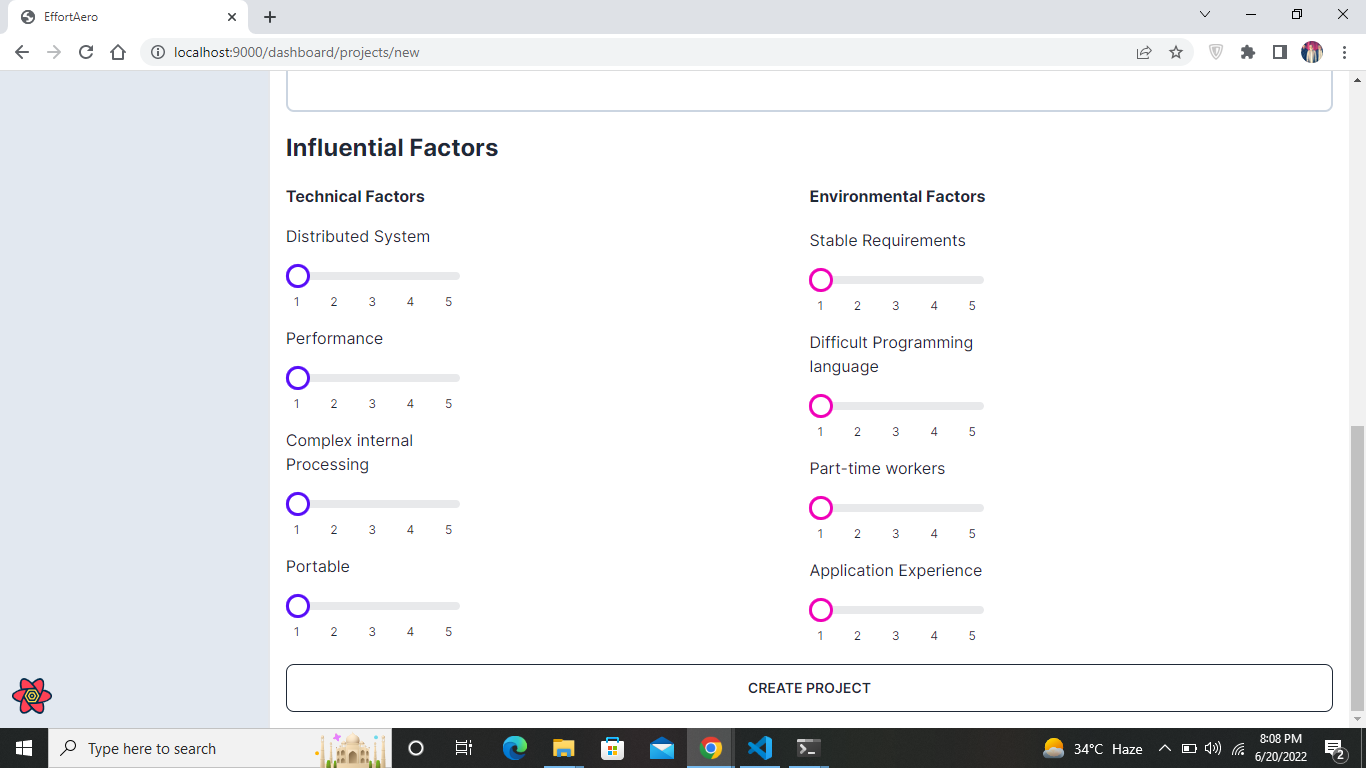 EffortAero
localhost:9000/dashboard/projects/new
Influential Factors
Technical Factors
Distributed System
1 2 3 4 5
Performance
1 2 3 4 5
Complex internal
Processing
1 2 3 4 5
Portable
1 2 3 4 5
Environmental Factors
Stable Requirements
1 2 3 4 5
Difficult Programming
language
1 2 3 4 5
Part-time workers
1 2 3 4 5
Application Experience
1 2 3 4 5
CREATE PROJECT
Type here to search
34°C Haze
8:08 PM
6/20/2022
2